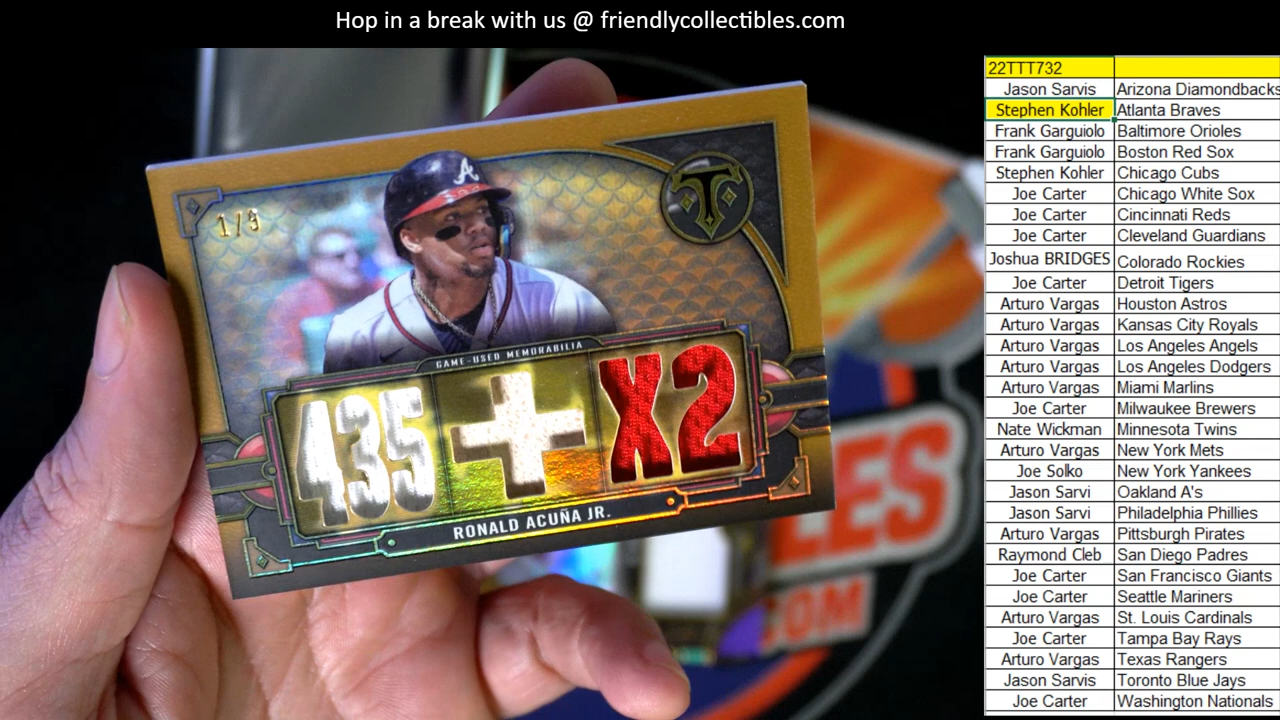 Hop in a break with us @ friendlycollectibles.com
1/9
A
T
GAME-USED MEMORABILIA
435 + X2
RONALD ACUÑA JR.
LES
.COM
22TTT732
Jason Sarvis Arizona Diamondbacks
Stephen Kohler Atlanta Braves
Frank Garguiolo Baltimore Orioles
Frank Garguiolo Boston Red Sox
Stephen Kohler Chicago Cubs
Joe Carter Chicago White Sox
Joe Carter Cincinnati Reds
Joe Carter Cleveland Guardians
Joshua BRIDGES Colorado Rockies
Joe Carter Detroit Tigers
Arturo Vargas Houston Astros
Arturo Vargas Kansas City Royals
Arturo Vargas Los Angeles Angels
Arturo Vargas Los Angeles Dodgers
Arturo Vargas Miami Marlins
Joe Carter Milwaukee Brewers
Nate Wickman Minnesota Twins
Arturo Vargas New York Mets
Joe Solko New York Yankees
Jason Sarvi Oakland A's
Jason Sarvi Philadelphia Phillies
Arturo Vargas Pittsburgh Pirates
Raymond Cleb San Diego Padres
Joe Carter San Francisco Giants
Joe Carter Seattle Mariners
Arturo Vargas St. Louis Cardinals
Joe Carter Tampa Bay Rays
Arturo Vargas Texas Rangers
Jason Sarvis Toronto Blue Jays
Joe Carter Washington Nationals